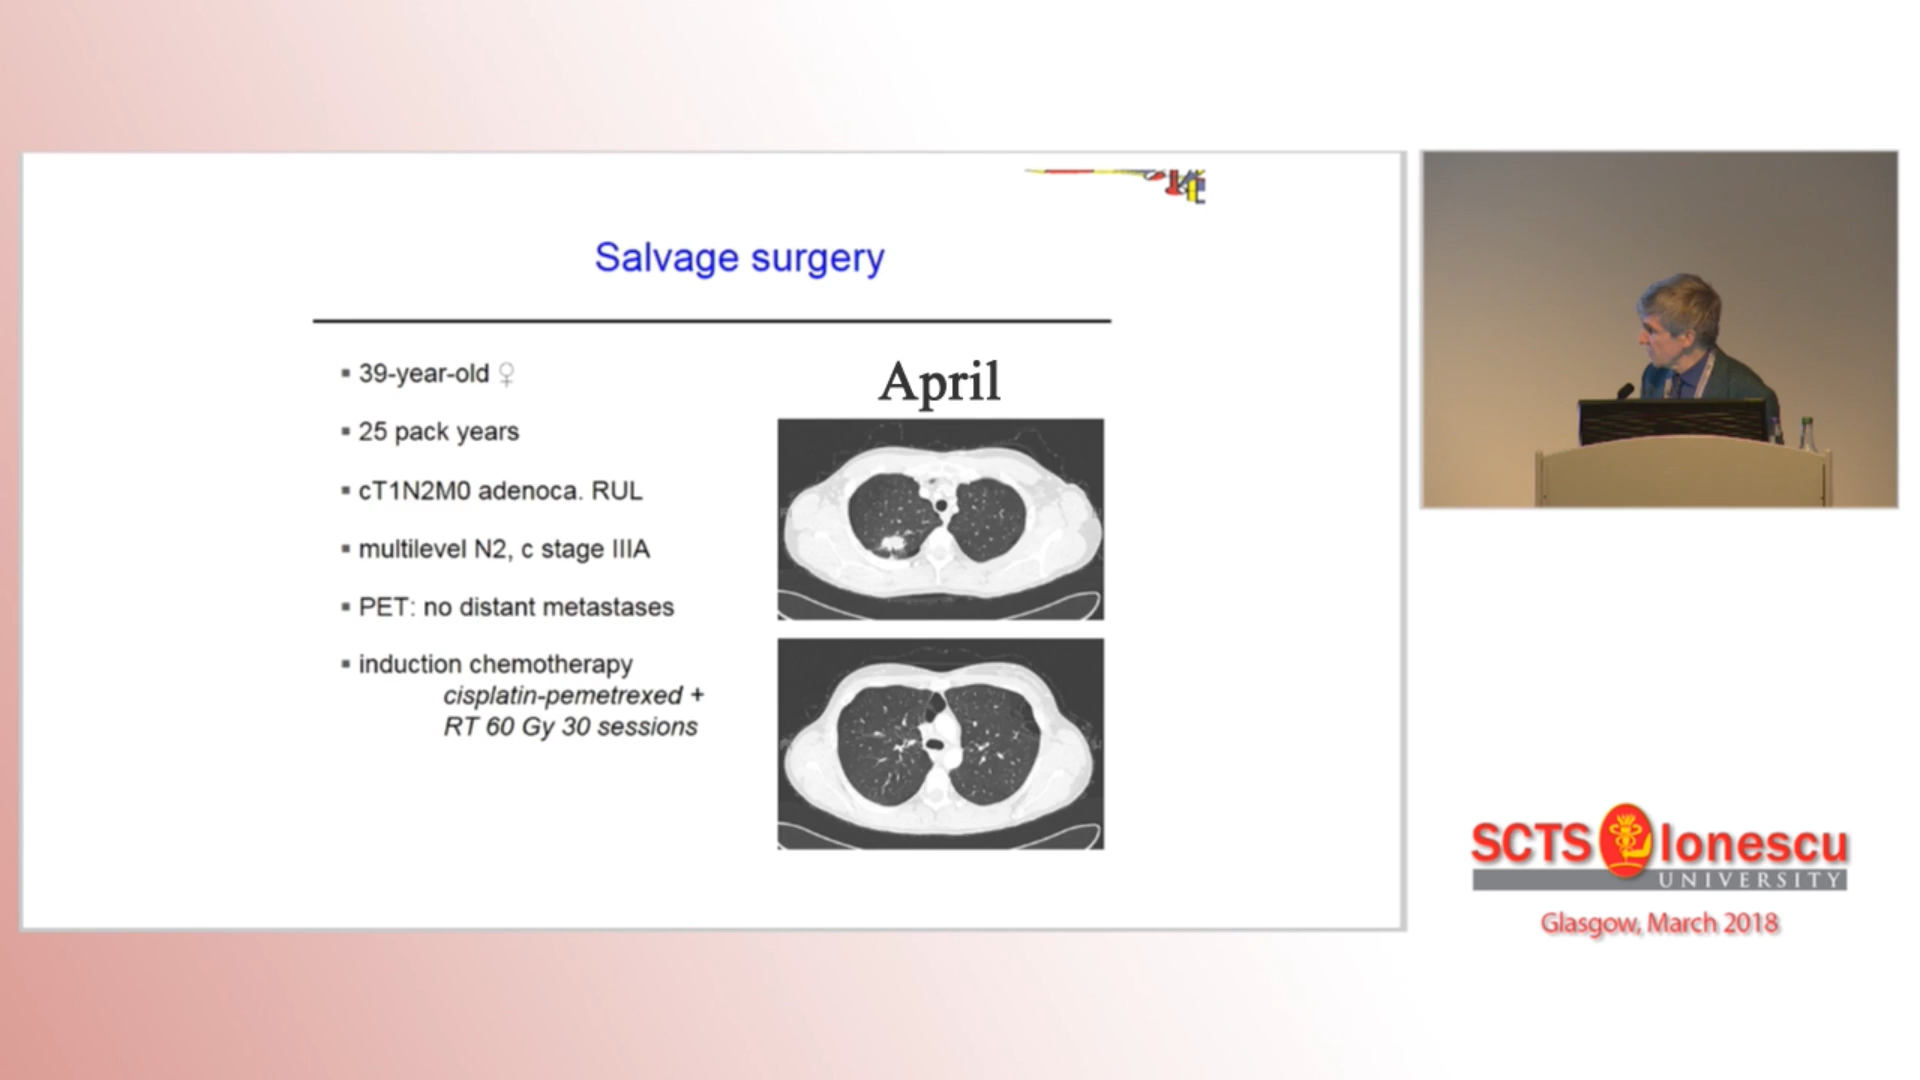 Salvage surgery
▪ 39-year-old ♀
▪ 25 pack years
▪ cT1N2M0 adenoca. RUL
▪ multilevel N2, c stage IIIA
▪ PET: no distant metastases
▪ induction chemotherapy
cisplatin-pemetrexed +
RT 60 Gy 30 sessions
April
SCTS Ionescu
UNIVERSITY
Glasgow, March 2018